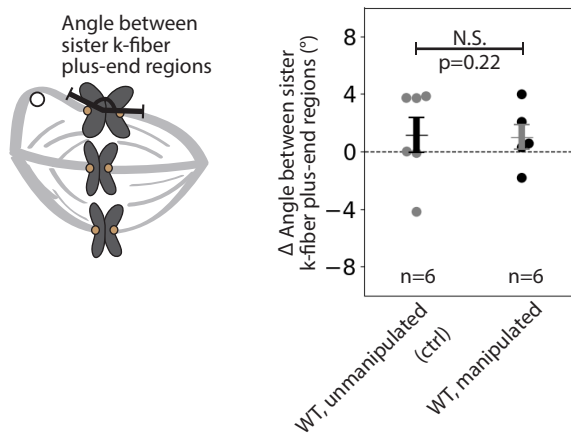 Angle between
sister k-fiber
plus-end regions
Δ Angle between sister
k-fiber plus-end regions (°)
8
4
0
−4
−8
N.S.
p=0.22
n=6
n=6
WT, unmanipulated
(ctrl)
WT, manipulated